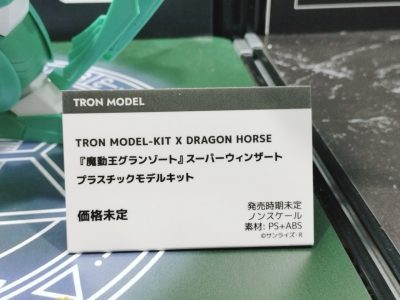 TRON MODEL
TRON MODEL-KIT X DRAGON HORSE
『魔動王グランゾート』スーパーウィンザート
プラスチックモデルキット
価格未定
発売時期未定
ノンスケール
素材: PS+ABS
©サンライズ・R